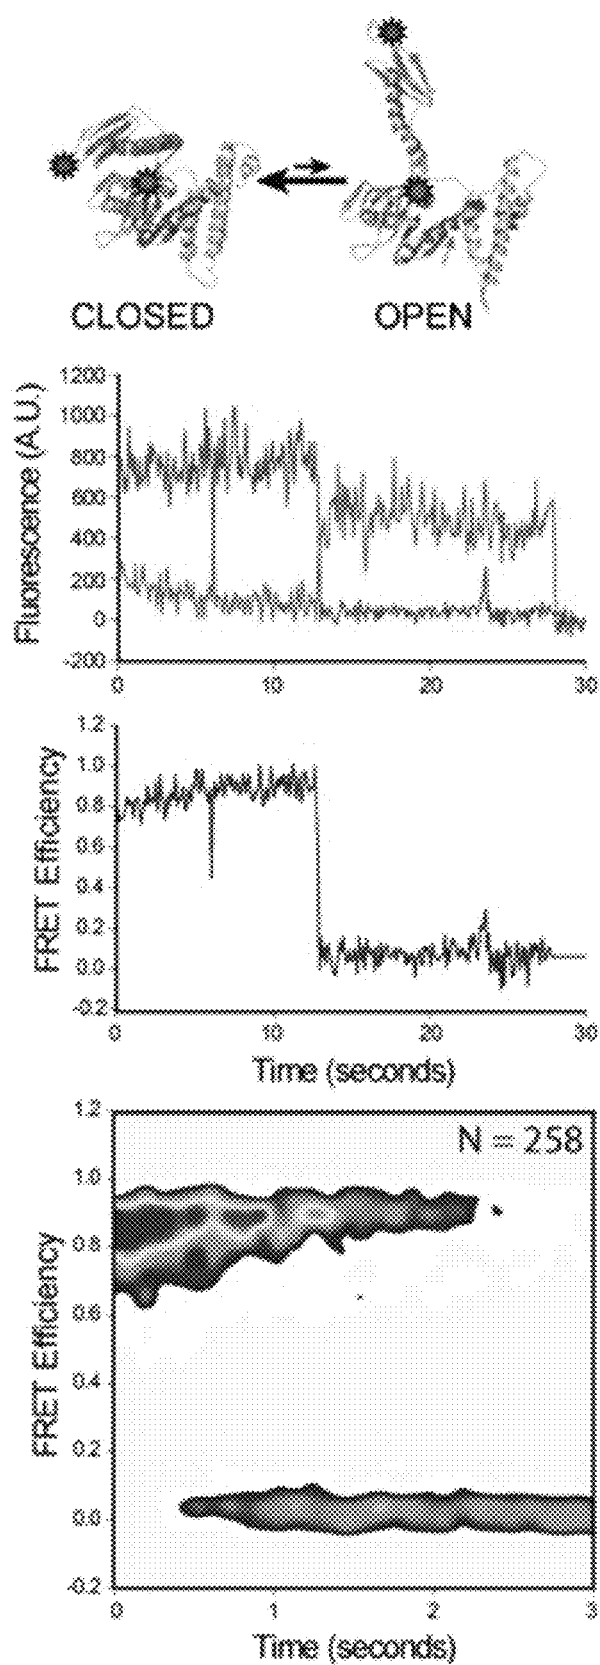 CLOSED
OPEN
Fluorescence (A.U.)
1200
1000
800
600
400
200
0
-200
0 10 20 30
FRET Efficiency
1.2
1.0
0.8
0.6
0.4
0.2
0.0
-0.2
0 10 20 30
Time (seconds)
FRET Efficiency
1.2
1.0
0.8
0.6
0.4
0.2
0.0
-0.2
N = 258
0 1 2 3
Time (seconds)